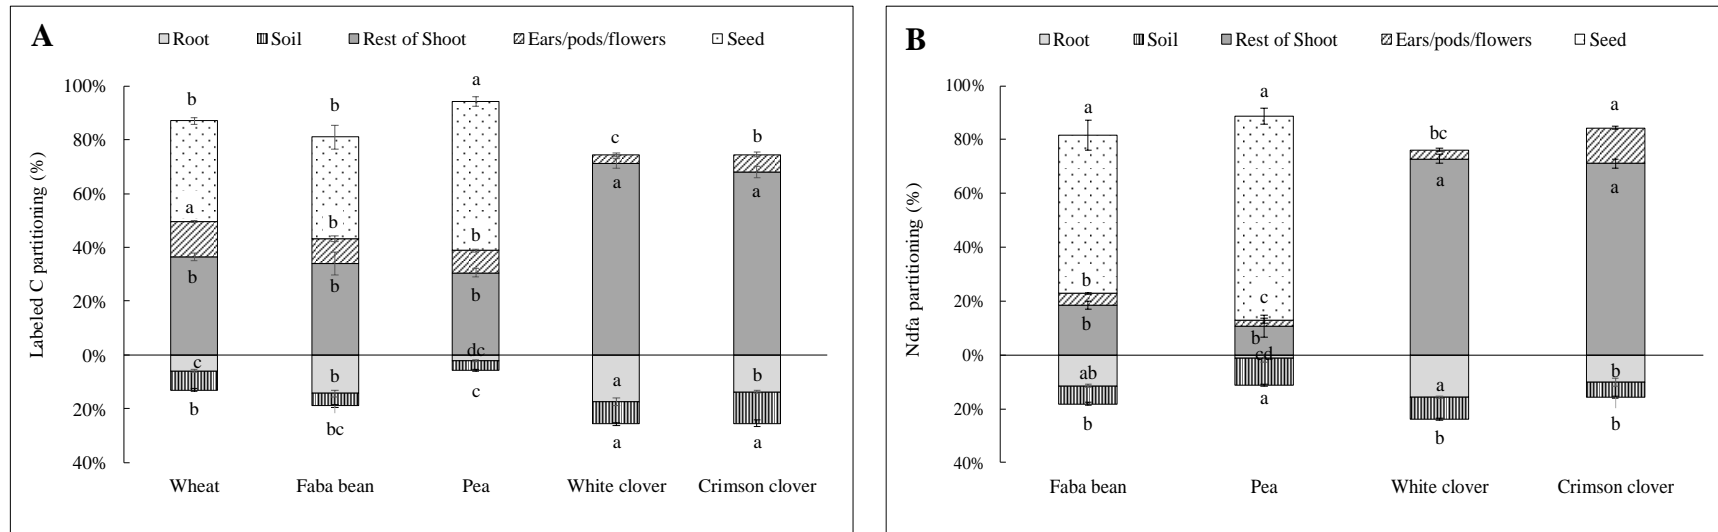 A
Root Soil Rest of Shoot Ears/pods/flowers Seed
Labeled C partitioning (%)
100%
80%
60%
40%
20%
0%
20%
40%
b b a c b
a b b a a
b b b
c b dc a b
b bc c a a
Wheat Faba bean Pea White clover Crimson clover
B
Root Soil Rest of Shoot Ears/pods/flowers Seed
Ndfa partitioning (%)
100%
80%
60%
40%
20%
0%
20%
40%
a a bc a
b c a a
b b
ab cd a b
b a b b
Faba bean Pea White clover Crimson clover